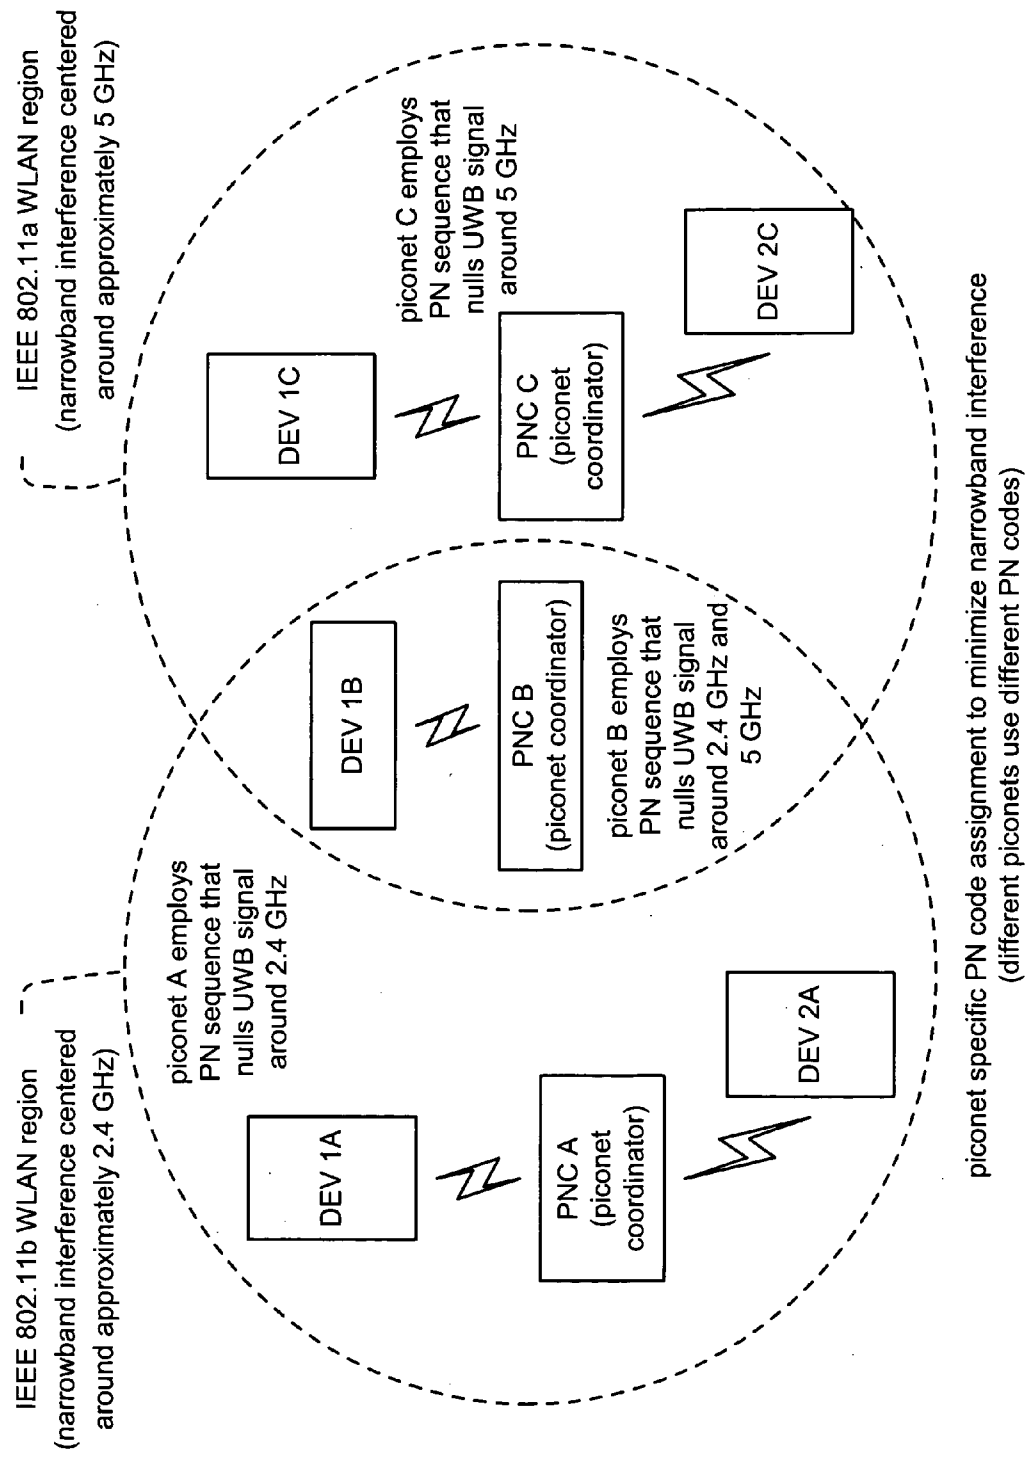 IEEE 802.11b WLAN region
(narrowband interference centered
around approximately 2.4 GHz)
IEEE 802.11a WLAN region
(narrowband interference centered
around approximately 5 GHz)
piconet A employs
PN sequence that
nulls UWB signal
around 2.4 GHz
DEV 1A
PNC A
(piconet
coordinator)
DEV 2A
DEV 1B
PNC B
(piconet coordinator)
piconet B employs
PN sequence that
nulls UWB signal
around 2.4 GHz and
5 GHz
DEV 1C
piconet C employs
PN sequence that
nulls UWB signal
around 5 GHz
PNC C
(piconet
coordinator)
DEV 2C
piconet specific PN code assignment to minimize narrowband interference
(different piconets use different PN codes)